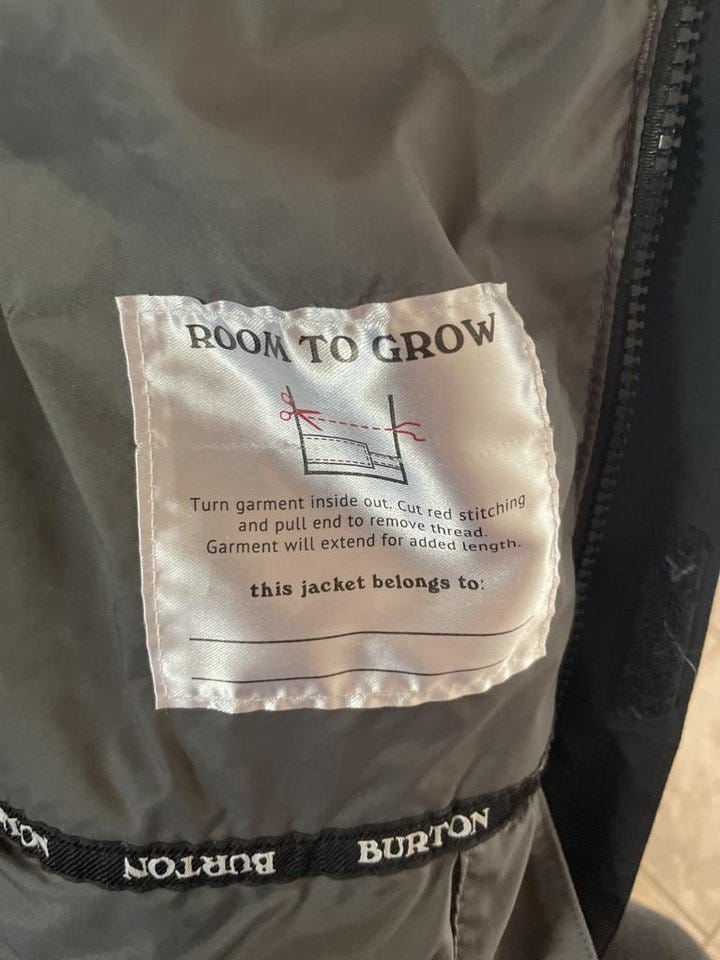 ROOM TO GROW
Turn garment inside out. Cut red stitching
and pull end to remove thread.
Garment will extend for added length.
this jacket belongs to:
BURTON
BURTON